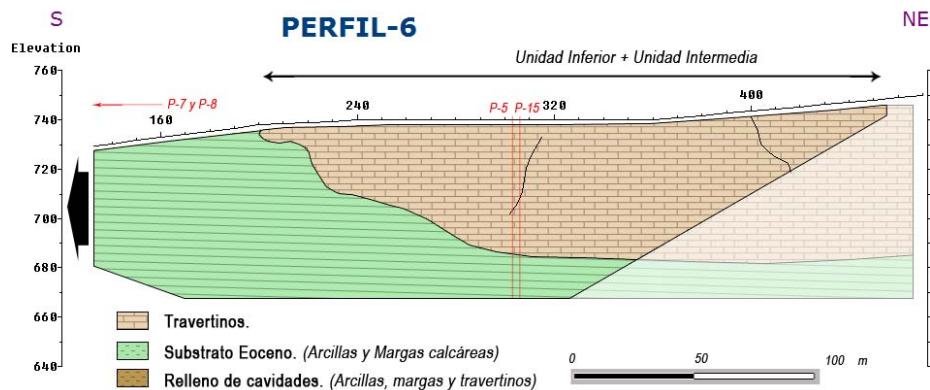 S
PERFIL-6
NE
Elevation
Unidad Inferior + Unidad Intermedia
760
740
720
700
680
660
640
P-7 y P-8
160
240
P-5 P-15
320
400
Travertinos.
Substrato Eoceno. (Arcillas y Margas calcáreas)
Relleno de cavidades. (Arcillas, margas y travertinos)
0 50 100 m